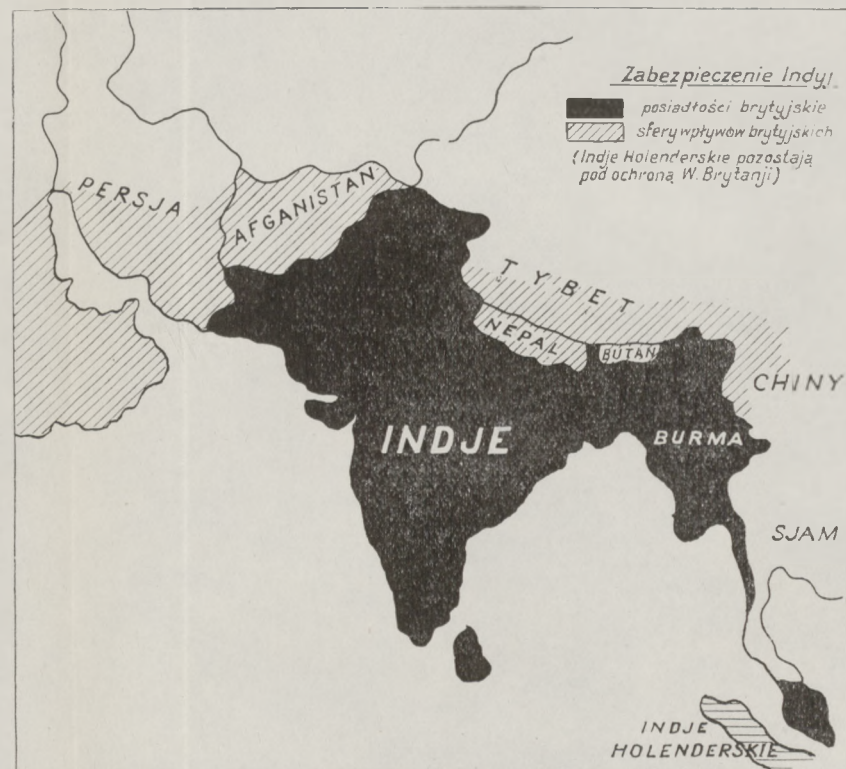 Zabezpieczenie Indyj
posiadłości brytyjskie
sfery wpływów brytyjskich
(Indje Holenderskie pozostają
pod ochroną W. Brytanji)
PERSJA
AFGANISTAN
TYBET
NEPAL
BUTAN
CHINY
INDJE
BURMA
SJAM
INDJE
HOLENDERSKIE